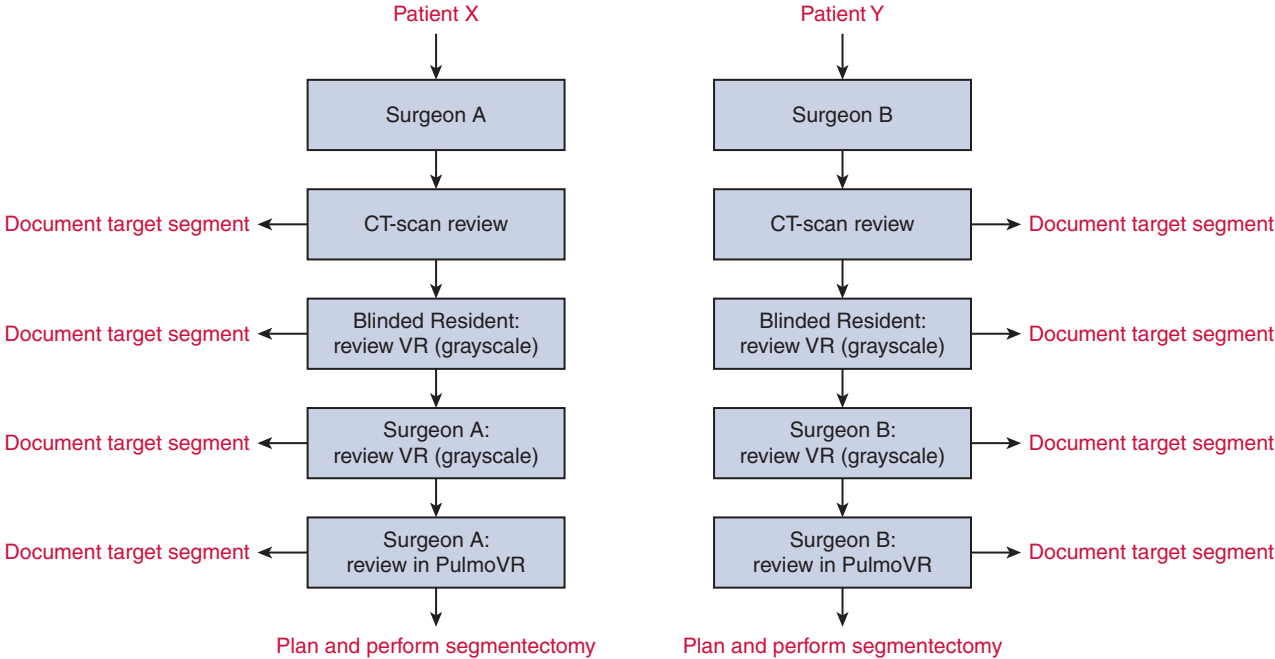 Patient X
Surgeon A
CT-scan review
Document target segment
Blinded Resident:
review VR (grayscale)
Document target segment
Surgeon A:
review VR (grayscale)
Document target segment
Surgeon A:
review in PulmoVR
Document target segment
Plan and perform segmentectomy
Patient Y
Surgeon B
CT-scan review
Document target segment
Blinded Resident:
review VR (grayscale)
Document target segment
Surgeon B:
review VR (grayscale)
Document target segment
Surgeon B:
review in PulmoVR
Document target segment
Plan and perform segmentectomy